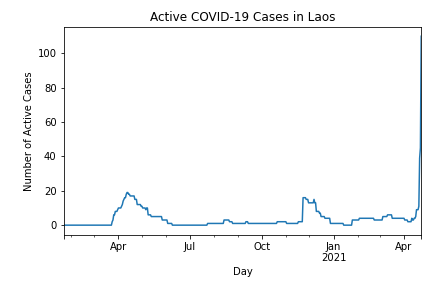 Active COVID-19 Cases in Laos
Number of Active Cases
100
80
60
40
20
0
Apr
Jul
Oct
Jan
2021
Apr
Day